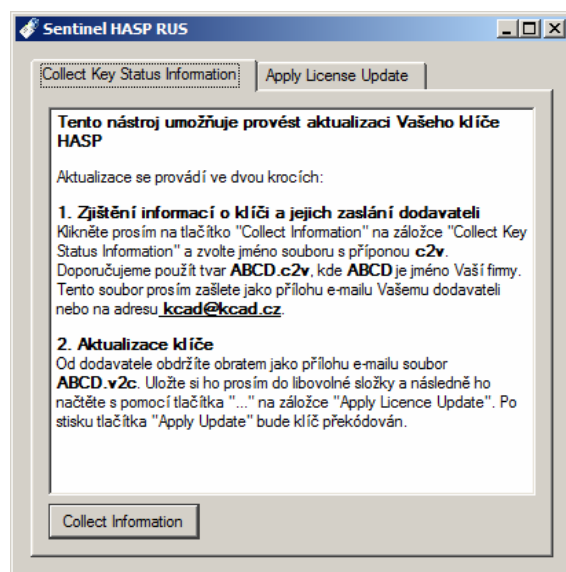 Sentinel HASP RUS
Collect Key Status Information
Apply License Update
Tento nástroj umožňuje provést aktualizaci Vašeho klíče
HASP
Aktualizace se provádí ve dvou krocích:
1. Zjištění informací o klíči a jejich zaslání dodavateli
Klikněte prosím na tlačítko "Collect Information" na záložce "Collect Key
Status Information" a zvolte jméno souboru s příponou c2v.
Doporučujeme použít tvar ABCD.c2v, kde ABCD je jméno Vaší firmy.
Tento soubor prosím zašlete jako přílohu e-mailu Vašemu dodavateli
nebo na adresu kcad@kcad.cz.
2. Aktualizace klíče
Od dodavatele obdržíte obratem jako přílohu e-mailu soubor
ABCD.v2c. Uložte si ho prosím do libovolné složky a následně ho
načtěte s pomocí tlačítka "..." na záložce "Apply Licence Update". Po
stisku tlačítka "Apply Update" bude klíč překódován.
Collect Information